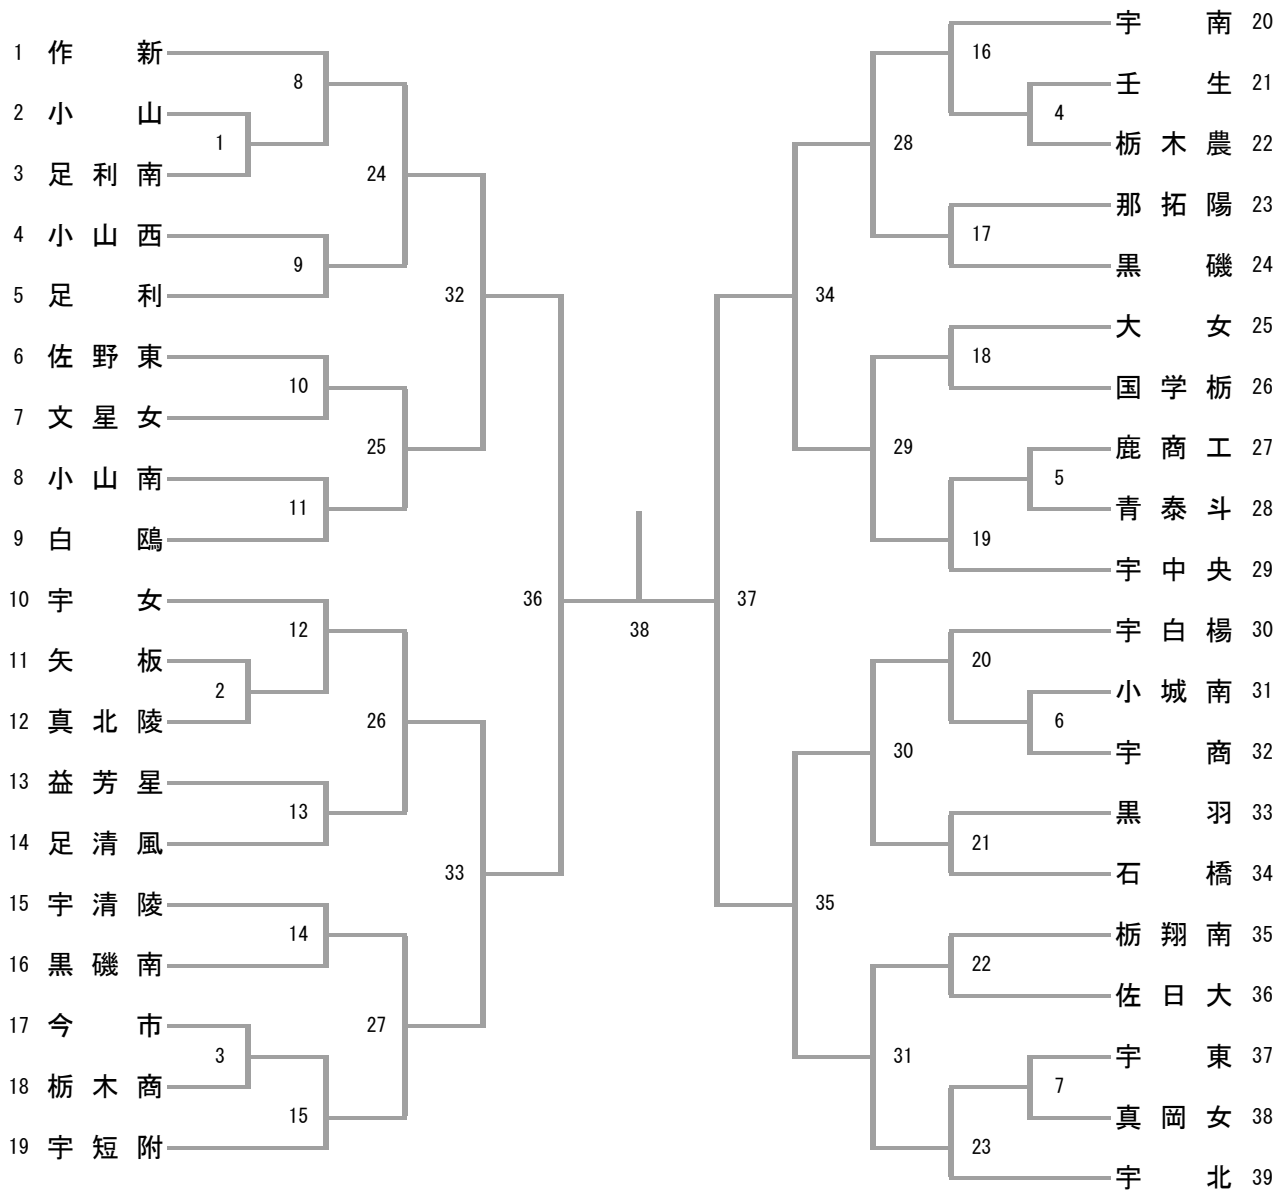 1 作新
2 小山
3 足利南
4 小山西
5 足利
6 佐野東
7 文星女
8 小山南
9 白鴎
10 宇女
11 矢板
12 真北陵
13 益芳星
14 足清風
15 宇清陵
16 黒磯南
17 今市
18 栃木商
19 宇短附
1
2
3
8
9
10
11
12
13
14
15
24
25
26
27
32
33
36
38
37
34
35
28
29
30
31
16
17
18
19
20
21
22
23
4
5
6
7
宇南 20
壬生 21
栃木農 22
那拓陽 23
黒磯 24
大女 25
国学栃 26
鹿商工 27
青泰斗 28
宇中央 29
宇白楊 30
小城南 31
宇商 32
黒羽 33
石橋 34
栃翔南 35
佐日大 36
宇東 37
真岡女 38
宇北 39